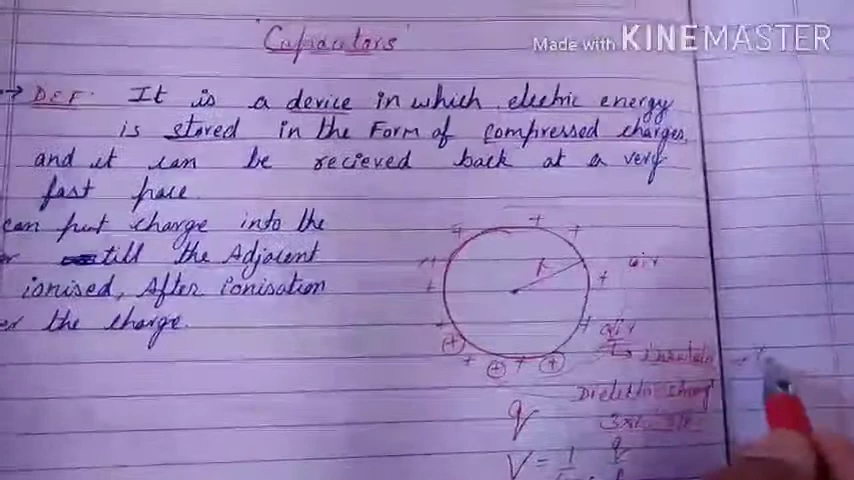 Capacitors
Made with KINEMASTER
→ DEF. It is a device in which electric energy
is stored in the form of compressed charges,
and it can be recieved back at a very
fast pace.
can put charge into the
till the Adjacent
ionised, After ionisation
the charge.
+ + +
r air
+ +
air
insulator
Dielectric
q
V = 1 q